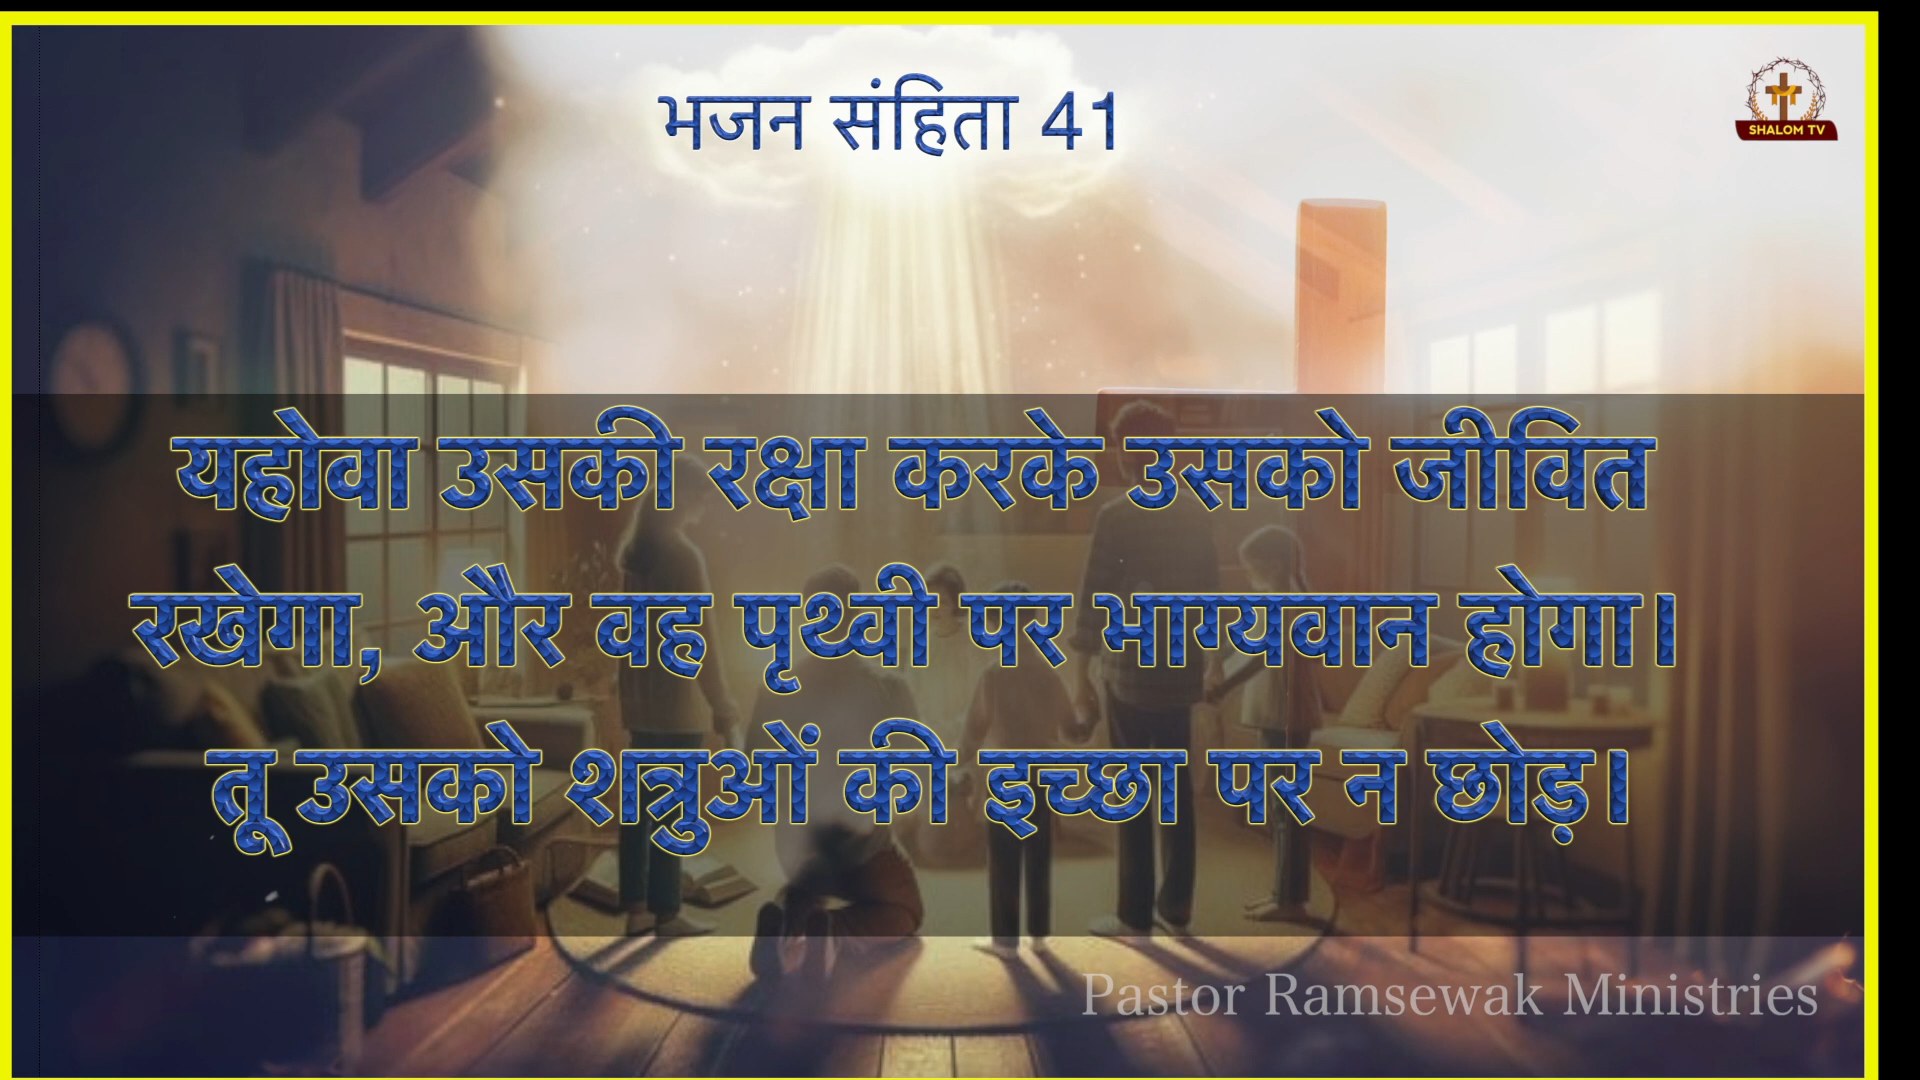 भजन संहिता 41
SHALOM TV
यहोवा उसकी रक्षा करके उसको जीवित
रखेगा, और वह पृथ्वी पर भाग्यवान होगा।
तू उसको शत्रुओं की इच्छा पर न छोड़।
Pastor Ramsewak Ministries